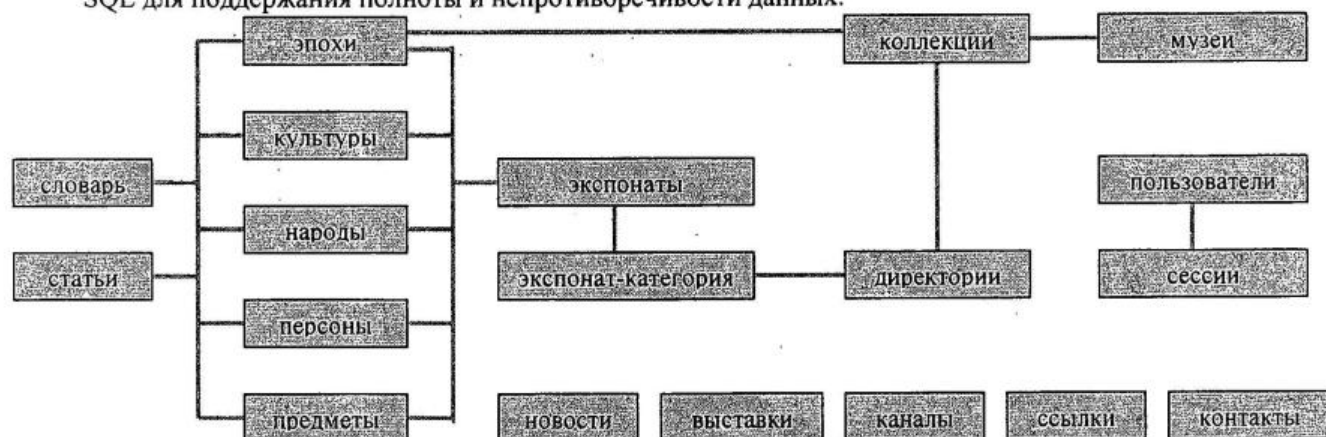 SQL для поддержания полноты и непротиворечивости данных.
эпохи
коллекции
музеи
культуры
словарь
экспонаты
пользователи
народы
статьи
экспонат-категория
директории
сессии
персоны
предметы
новости
выставки
каналы
ссылки
контакты